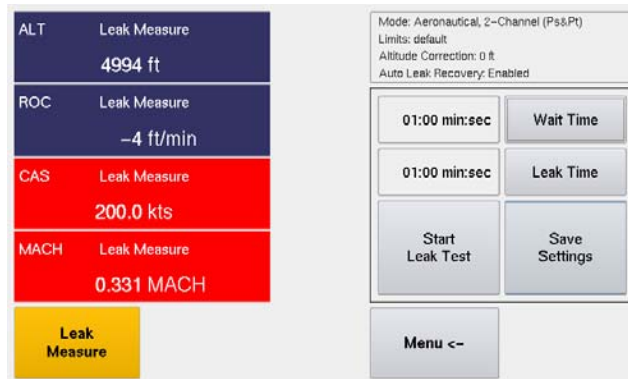 ALT Leak Measure
4994 ft
ROC Leak Measure
−4 ft/min
CAS Leak Measure
200.0 kts
MACH Leak Measure
0.331 MACH
Leak
Measure
Mode: Aeronautical, 2−Channel (Ps&Pt)
Limits: default
Altitude Correction: 0 ft
Auto Leak Recovery: Enabled
01:00 min:sec Wait Time
01:00 min:sec Leak Time
Start
Leak Test
Save
Settings
Menu <−